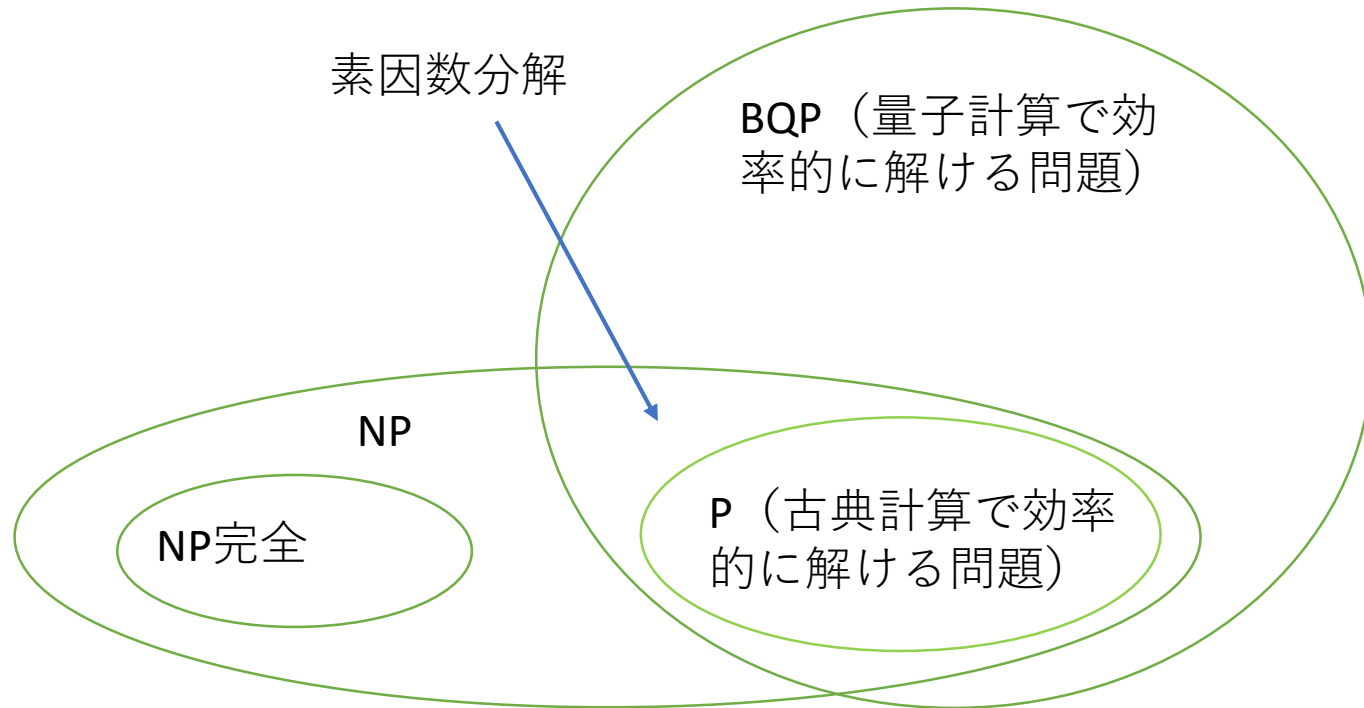 素因数分解
BQP（量子計算で効
率的に解ける問題）
NP
NP完全
P（古典計算で効率
的に解ける問題）